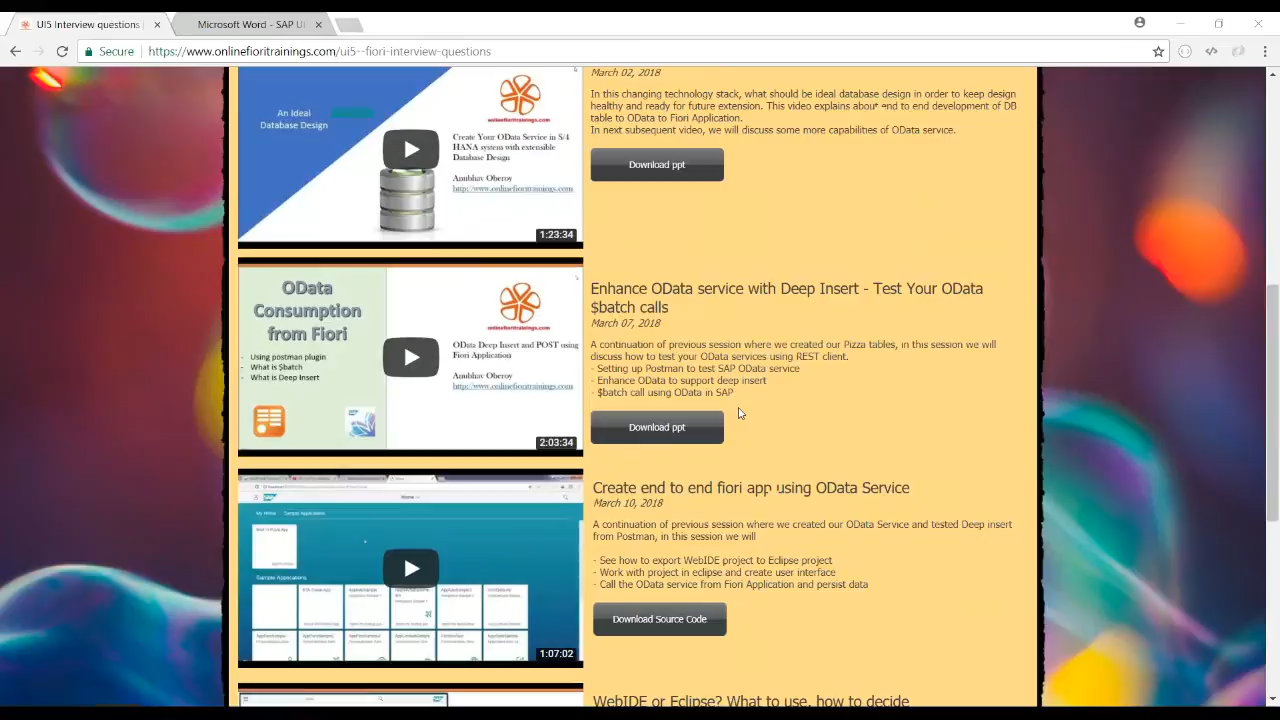 UI5 Interview questions
Microsoft Word - SAP UI
Secure
https://www.onlinefioritrainings.com/ui5--fiori-interview-questions
March 02, 2018
An Ideal
Database Design
onlinefioritrainings.com
Create Your OData Service in S/4
HANA system with extensible
Database Design
Anubhav Oberoy
http://www.onlinefioritrainings.com
1:23:34
In this changing technology stack, what should be ideal database design in order to keep design
healthy and ready for future extension. This video explains about end to end development of DB
table to OData to Fiori Application.
In next subsequent video, we will discuss some more capabilities of OData service.
Download ppt
OData
Consumption
from Fiori
- Using postman plugin
- What is $batch
- What is Deep Insert
onlinefioritrainings.com
OData Deep Insert and POST using
Fiori Application
Anubhav Oberoy
http://www.onlinefioritrainings.com
2:03:34
Enhance OData service with Deep Insert - Test Your OData
$batch calls
March 07, 2018
A continuation of previous session where we created our Pizza tables, in this session we will
discuss how to test your OData services using REST client.
- Setting up Postman to test SAP OData service
- Enhance OData to support deep insert
- $batch call using OData in SAP
Download ppt
SAP
Home
My Home
Sample Applications
Sample Applications
1:07:02
Create end to end fiori app using OData Service
March 10, 2018
A continuation of previous session where we created our OData Service and tested Deep insert
from Postman, in this session we will
- See how to export WebIDE project to Eclipse project
- Work with project in eclipse and create user interface
- Call the OData service from Fiori Application and persist data
Download Source Code
SAP
WebIDE or Eclipse? What to use, how to decide